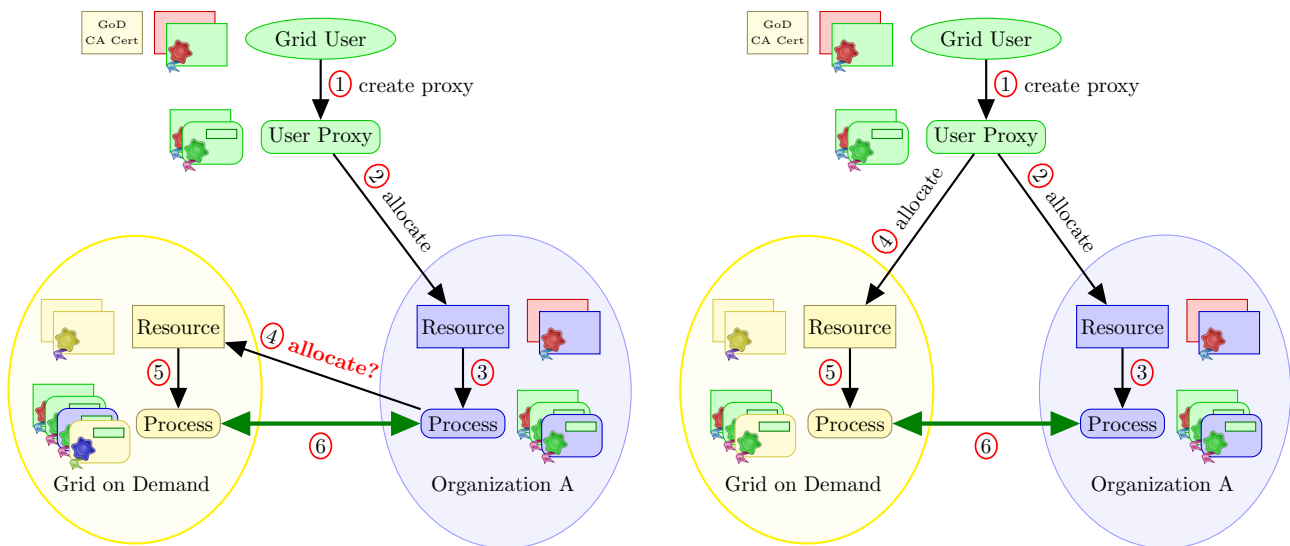 GoD
CA Cert
Grid User
① create proxy
User Proxy
② allocate
Resource
Resource
④ allocate?
⑤
③
Process
Process
⑥
Grid on Demand
Organization A
GoD
CA Cert
Grid User
① create proxy
User Proxy
④ allocate
② allocate
Resource
Resource
⑤
③
Process
Process
⑥
Grid on Demand
Organization A